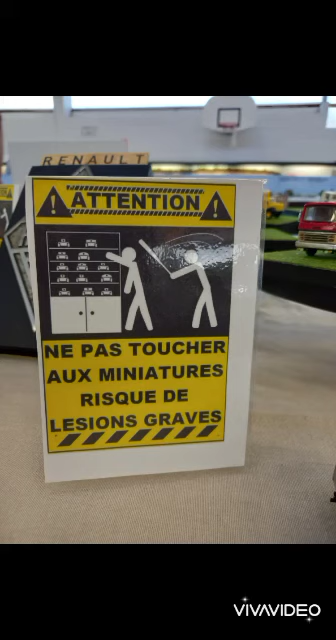 RENAULT
ATTENTION
NE PAS TOUCHER
AUX MINIATURES
RISQUE DE
LESIONS GRAVES
VIVAVIDEO